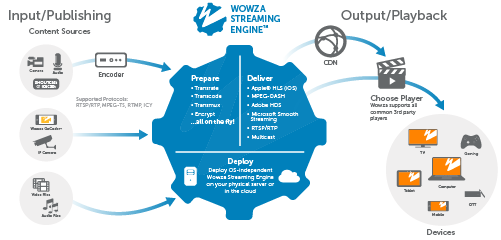 Input/Publishing
Content Sources
Camera
Audio
Encoder
Supported Protocols:
RTSP/RTP, MPEG-TS, RTMP, ICY
Wowza GoCoder™
IP Camera
Video Files
Audio Files
WOWZA
STREAMING
ENGINE™
Prepare
• Transrate
• Transcode
• Transmux
• Encrypt
...all on the fly!
Deliver
• Apple® HLS (iOS)
• MPEG-DASH
• Adobe HDS
• Microsoft Smooth
Streaming
• RTSP/RTP
• Multicast
Deploy
Deploy OS-independent
Wowza Streaming Engine
on your physical server or
in the cloud
Output/Playback
CDN
Choose Player
Wowza supports all
common 3rd party
players
TV
Gaming
Tablet
Computer
OTT
Mobile
Devices